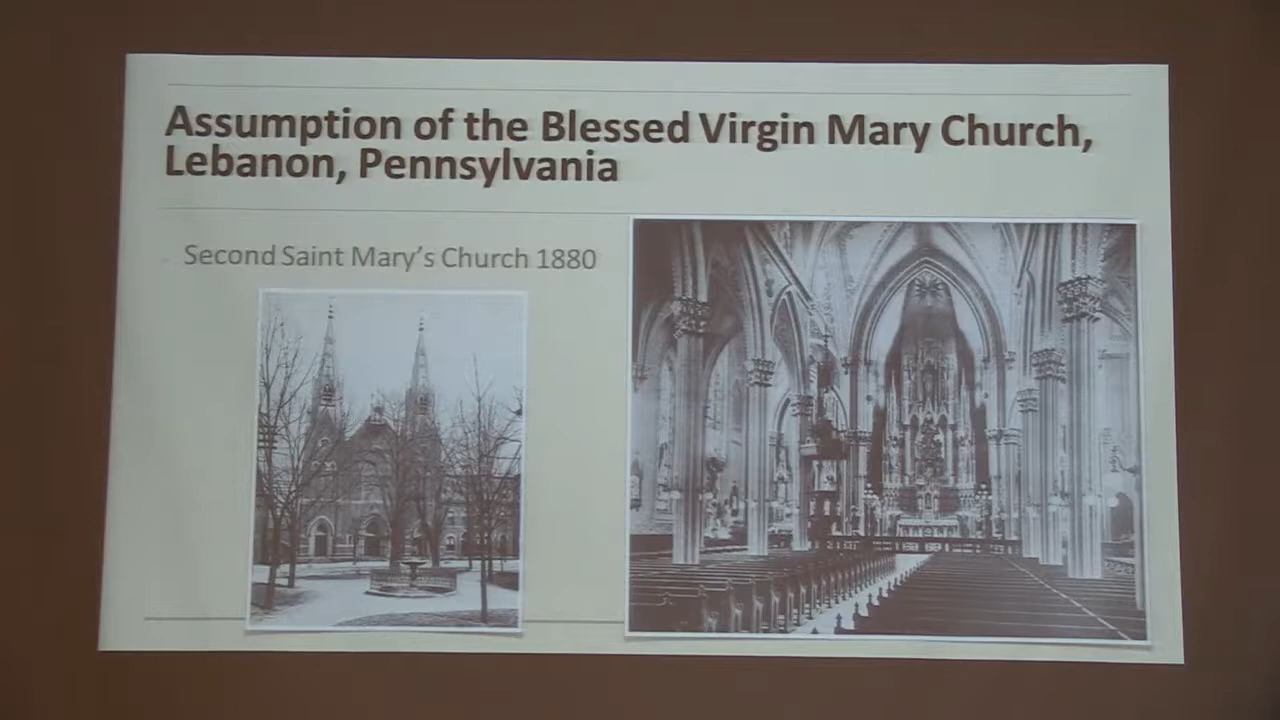 Assumption of the Blessed Virgin Mary Church,
Lebanon, Pennsylvania
Second Saint Mary's Church 1880